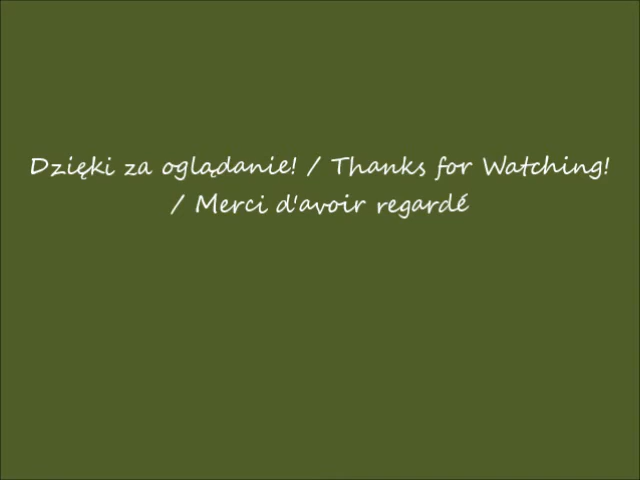 Dzięki za oglądanie! / Thanks for Watching!
/ Merci d'avoir regardé